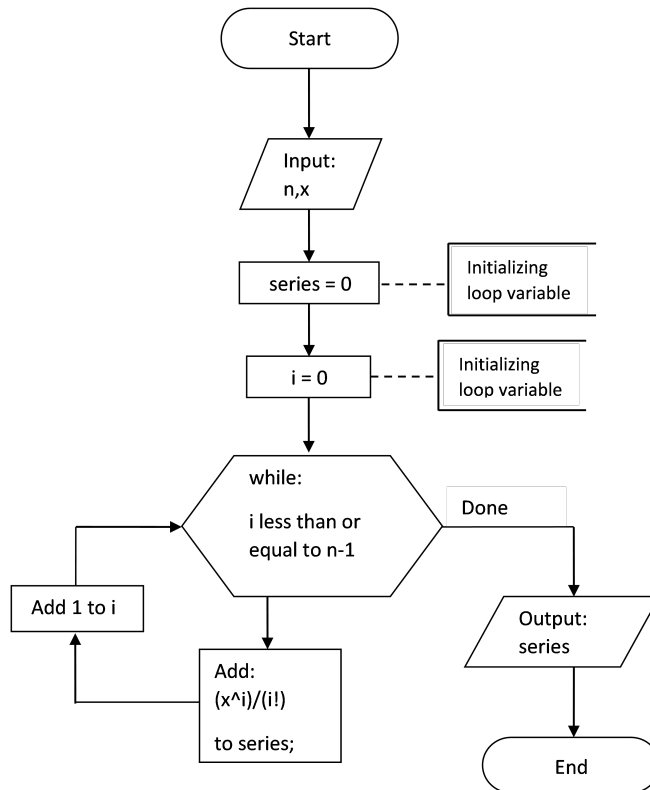 Start
Input:
n,x
series = 0
Initializing
loop variable
i = 0
Initializing
loop variable
while:
i less than or
equal to n-1
Done
Add 1 to i
Add:
(x^i)/(i!)
to series;
Output:
series
End